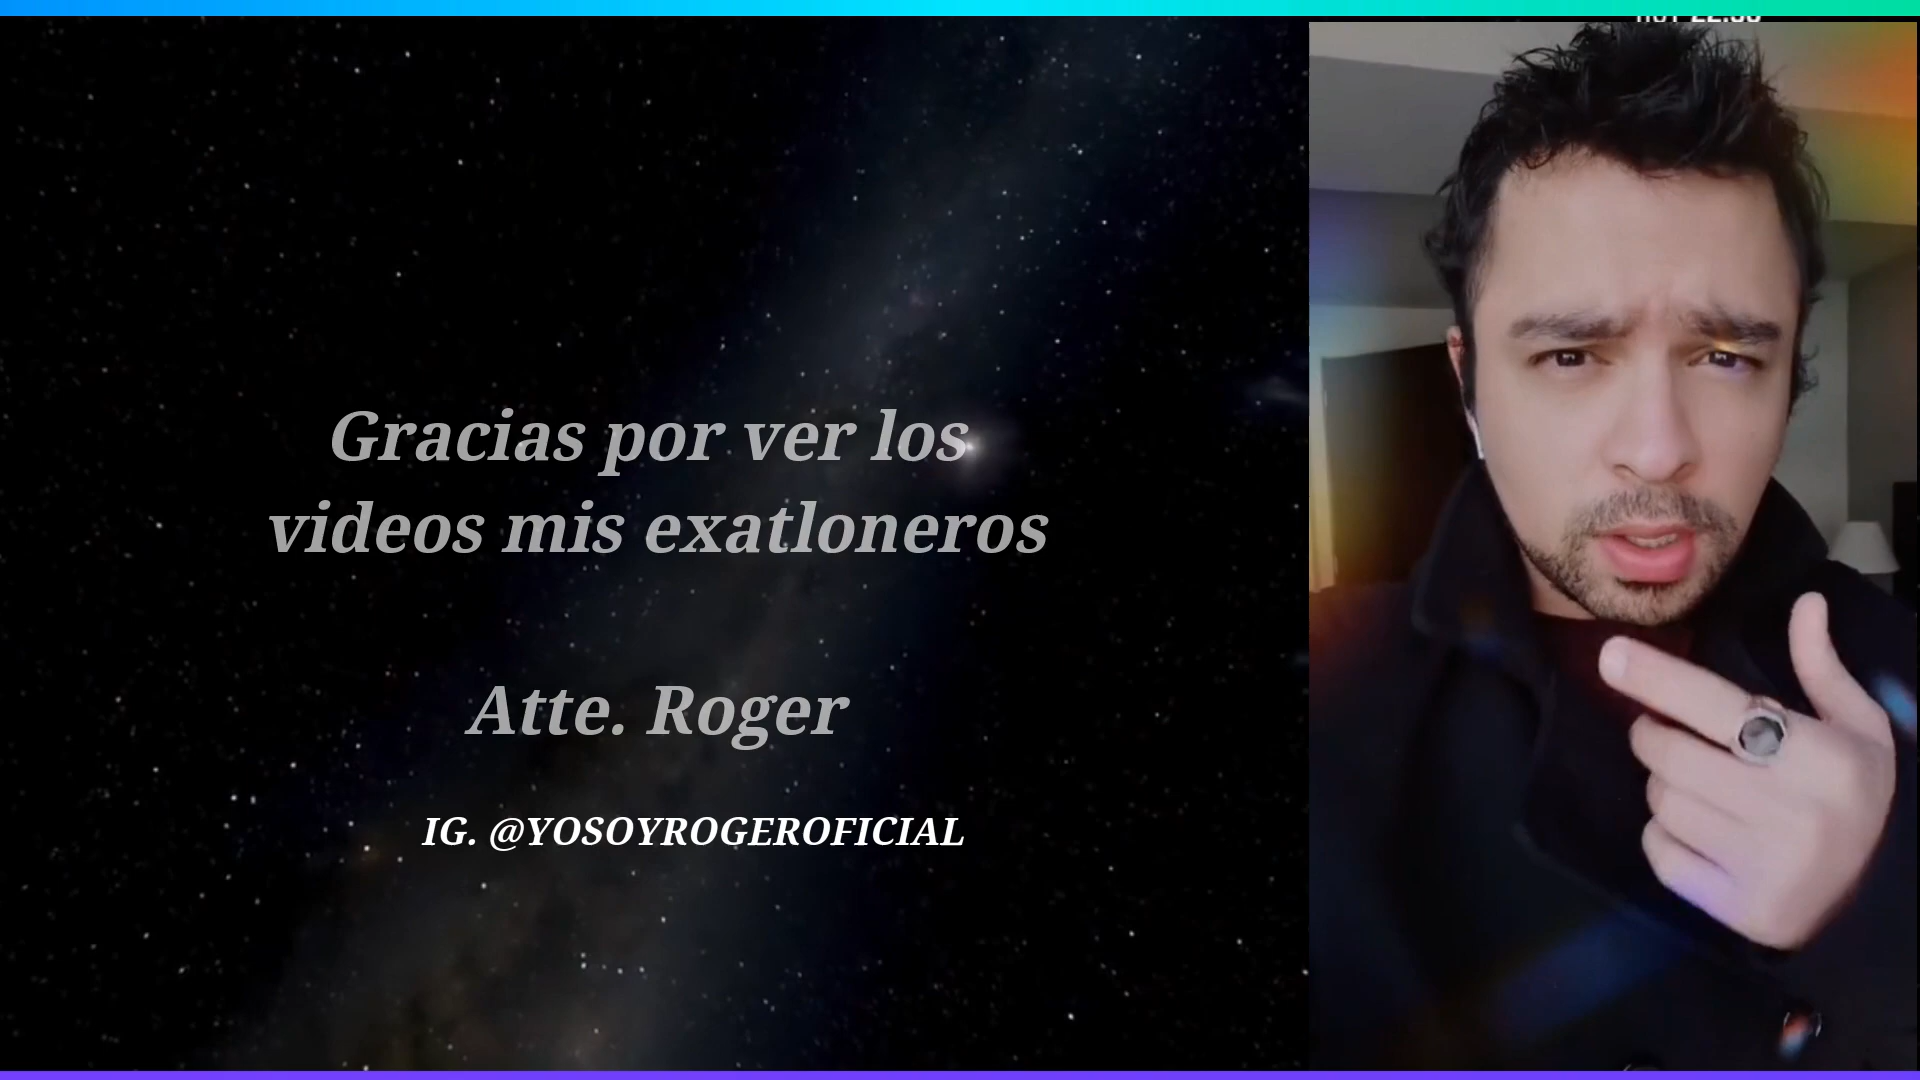 Gracias por ver los
videos mis exatloneros
Atte. Roger
IG. @YOSOYROGEROFICIAL